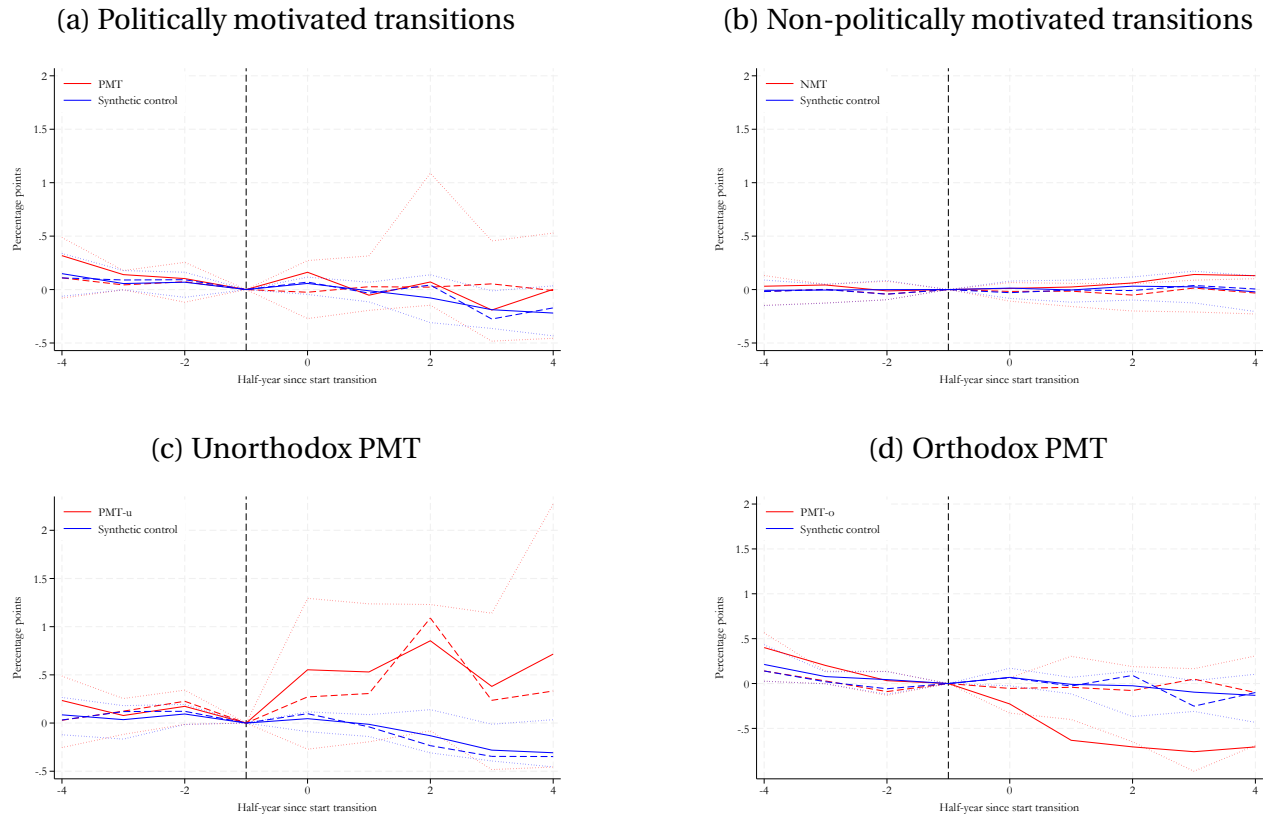 (a) Politically motivated transitions
PMT
Synthetic control
2
1.5
1
.5
0
-.5
Percentage points
-4
-2
0
2
4
Half-year since start transition
(b) Non-politically motivated transitions
NMT
Synthetic control
2
1.5
1
.5
0
-.5
Percentage points
-4
-2
0
2
4
Half-year since start transition
(c) Unorthodox PMT
PMT-u
Synthetic control
2
1.5
1
.5
0
-.5
Percentage points
-4
-2
0
2
4
Half-year since start transition
(d) Orthodox PMT
PMT-o
Synthetic control
2
1.5
1
.5
0
-.5
Percentage points
-4
-2
0
2
4
Half-year since start transition